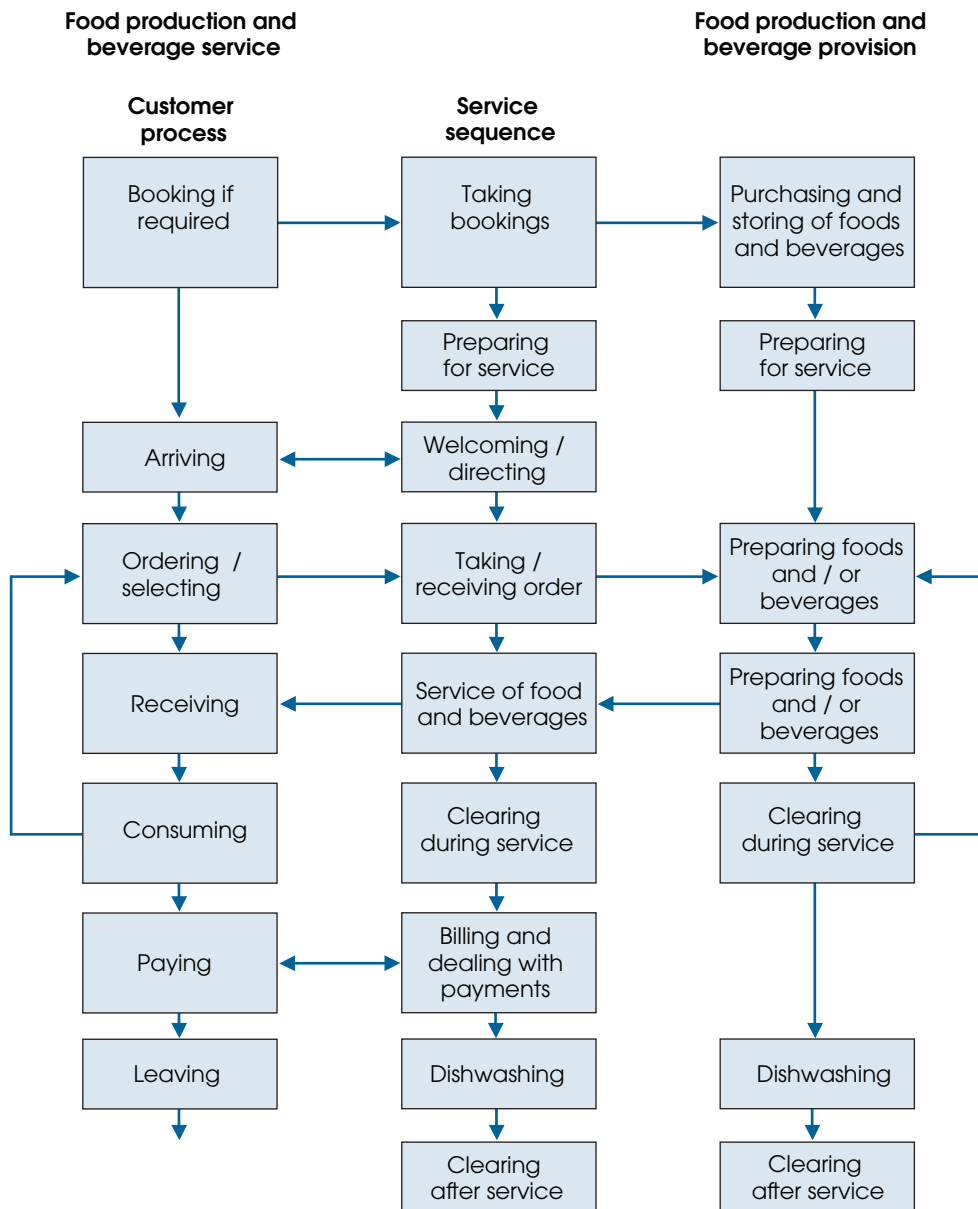 Food production and
beverage service
Food production and
beverage provision
Customer
process
Service
sequence
Booking if
required
Taking
bookings
Purchasing and
storing of foods
and beverages
Preparing
for service
Preparing
for service
Arriving
Welcoming /
directing
Ordering /
selecting
Taking /
receiving order
Preparing foods
and / or
beverages
Receiving
Service of food
and beverages
Preparing foods
and / or
beverages
Consuming
Clearing
during service
Clearing
during service
Paying
Billing and
dealing with
payments
Leaving
Dishwashing
Dishwashing
Clearing
after service
Clearing
after service